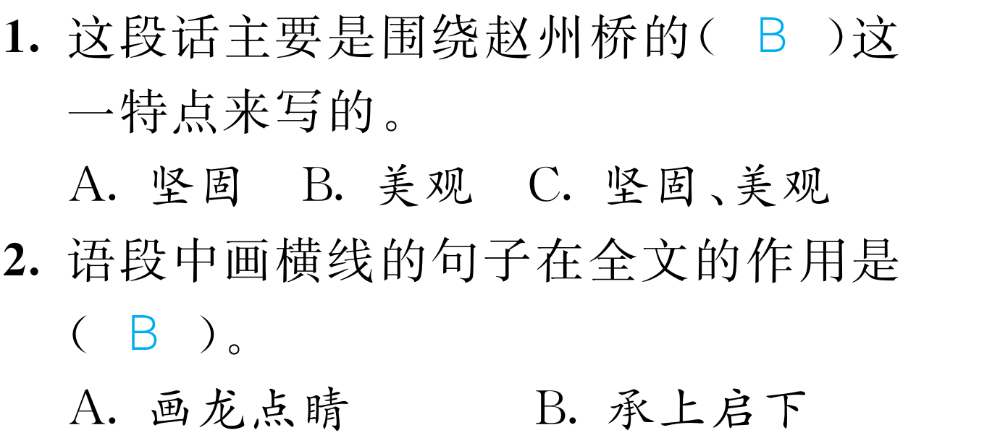 1. 这段话主要是围绕赵州桥的( B )这
一特点来写的。
A. 坚固 B. 美观 C. 坚固、美观
2. 语段中画横线的句子在全文的作用是
( B )。
A. 画龙点睛 B. 承上启下